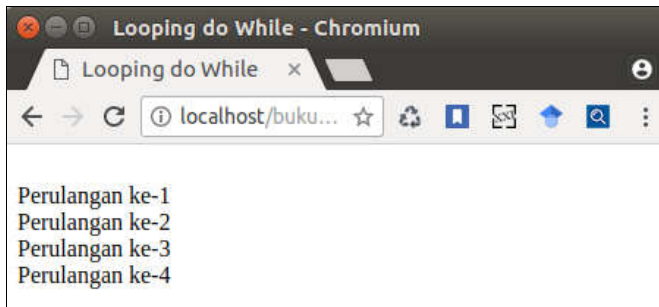 Looping do While - Chromium
Looping do While
localhost/buku...
Perulangan ke-1
Perulangan ke-2
Perulangan ke-3
Perulangan ke-4